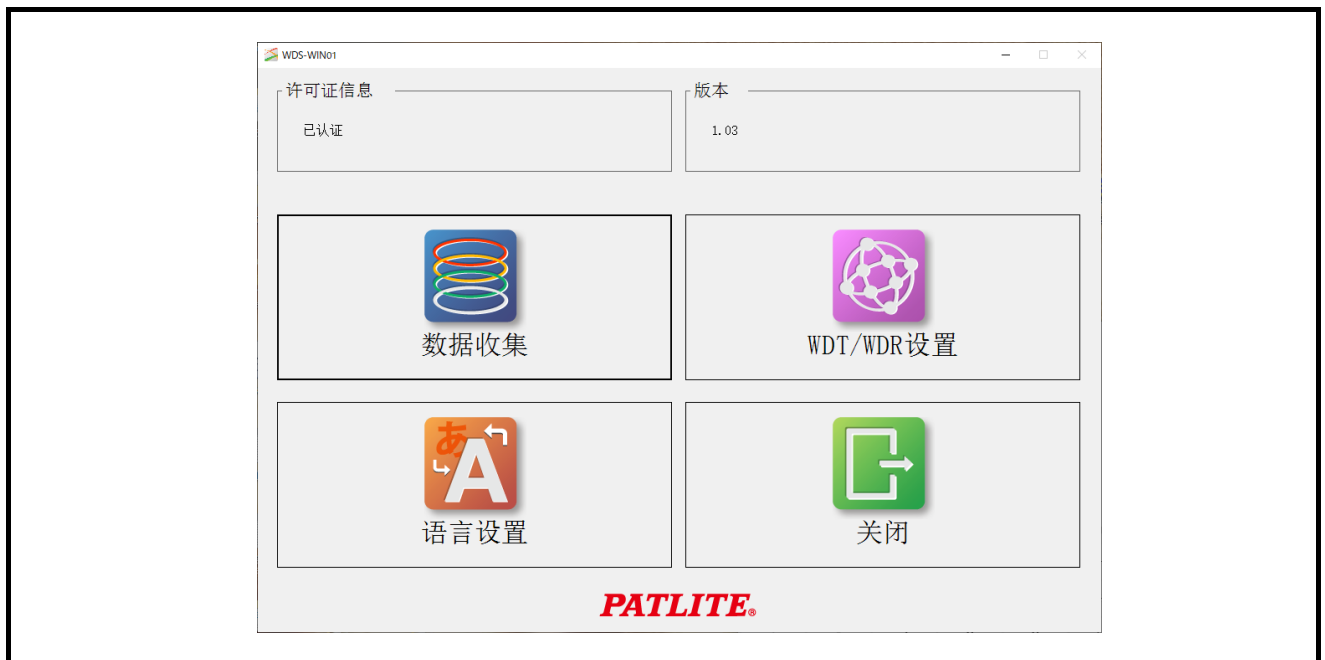 WDS-WIN01
许可证信息
已认证
版本
1.03
数据收集
WDT/WDR设置
あA
语言设置
关闭
PATLITE®